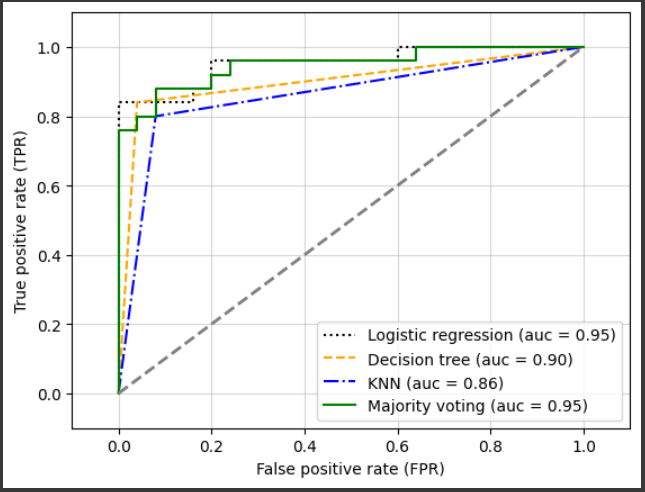 1.0
0.8
0.6
0.4
0.2
0.0
True positive rate (TPR)
Logistic regression (auc = 0.95)
Decision tree (auc = 0.90)
KNN (auc = 0.86)
Majority voting (auc = 0.95)
0.0 0.2 0.4 0.6 0.8 1.0
False positive rate (FPR)